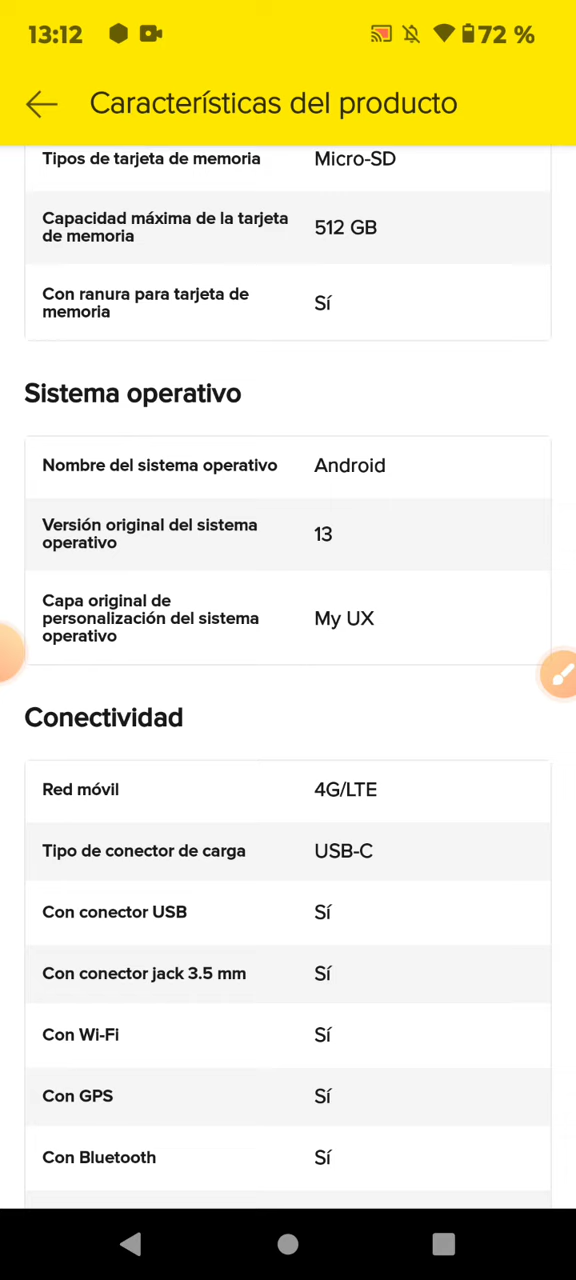 13:12
72 %
Características del producto
Tipos de tarjeta de memoria Micro-SD
Capacidad máxima de la tarjeta
de memoria 512 GB
Con ranura para tarjeta de
memoria Sí
Sistema operativo
Nombre del sistema operativo Android
Versión original del sistema
operativo 13
Capa original de
personalización del sistema My UX
operativo
Conectividad
Red móvil 4G/LTE
Tipo de conector de carga USB-C
Con conector USB Sí
Con conector jack 3.5 mm Sí
Con Wi-Fi Sí
Con GPS Sí
Con Bluetooth Sí